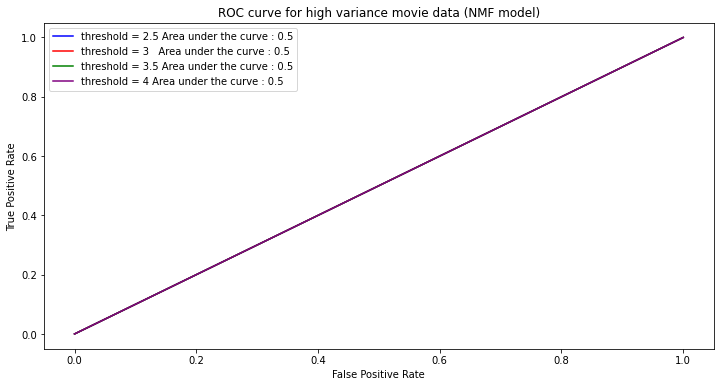 ROC curve for high variance movie data (NMF model)
threshold = 2.5 Area under the curve : 0.5
threshold = 3   Area under the curve : 0.5
threshold = 3.5 Area under the curve : 0.5
threshold = 4 Area under the curve : 0.5
True Positive Rate
1.0
0.8
0.6
0.4
0.2
0.0
0.0 0.2 0.4 0.6 0.8 1.0
False Positive Rate